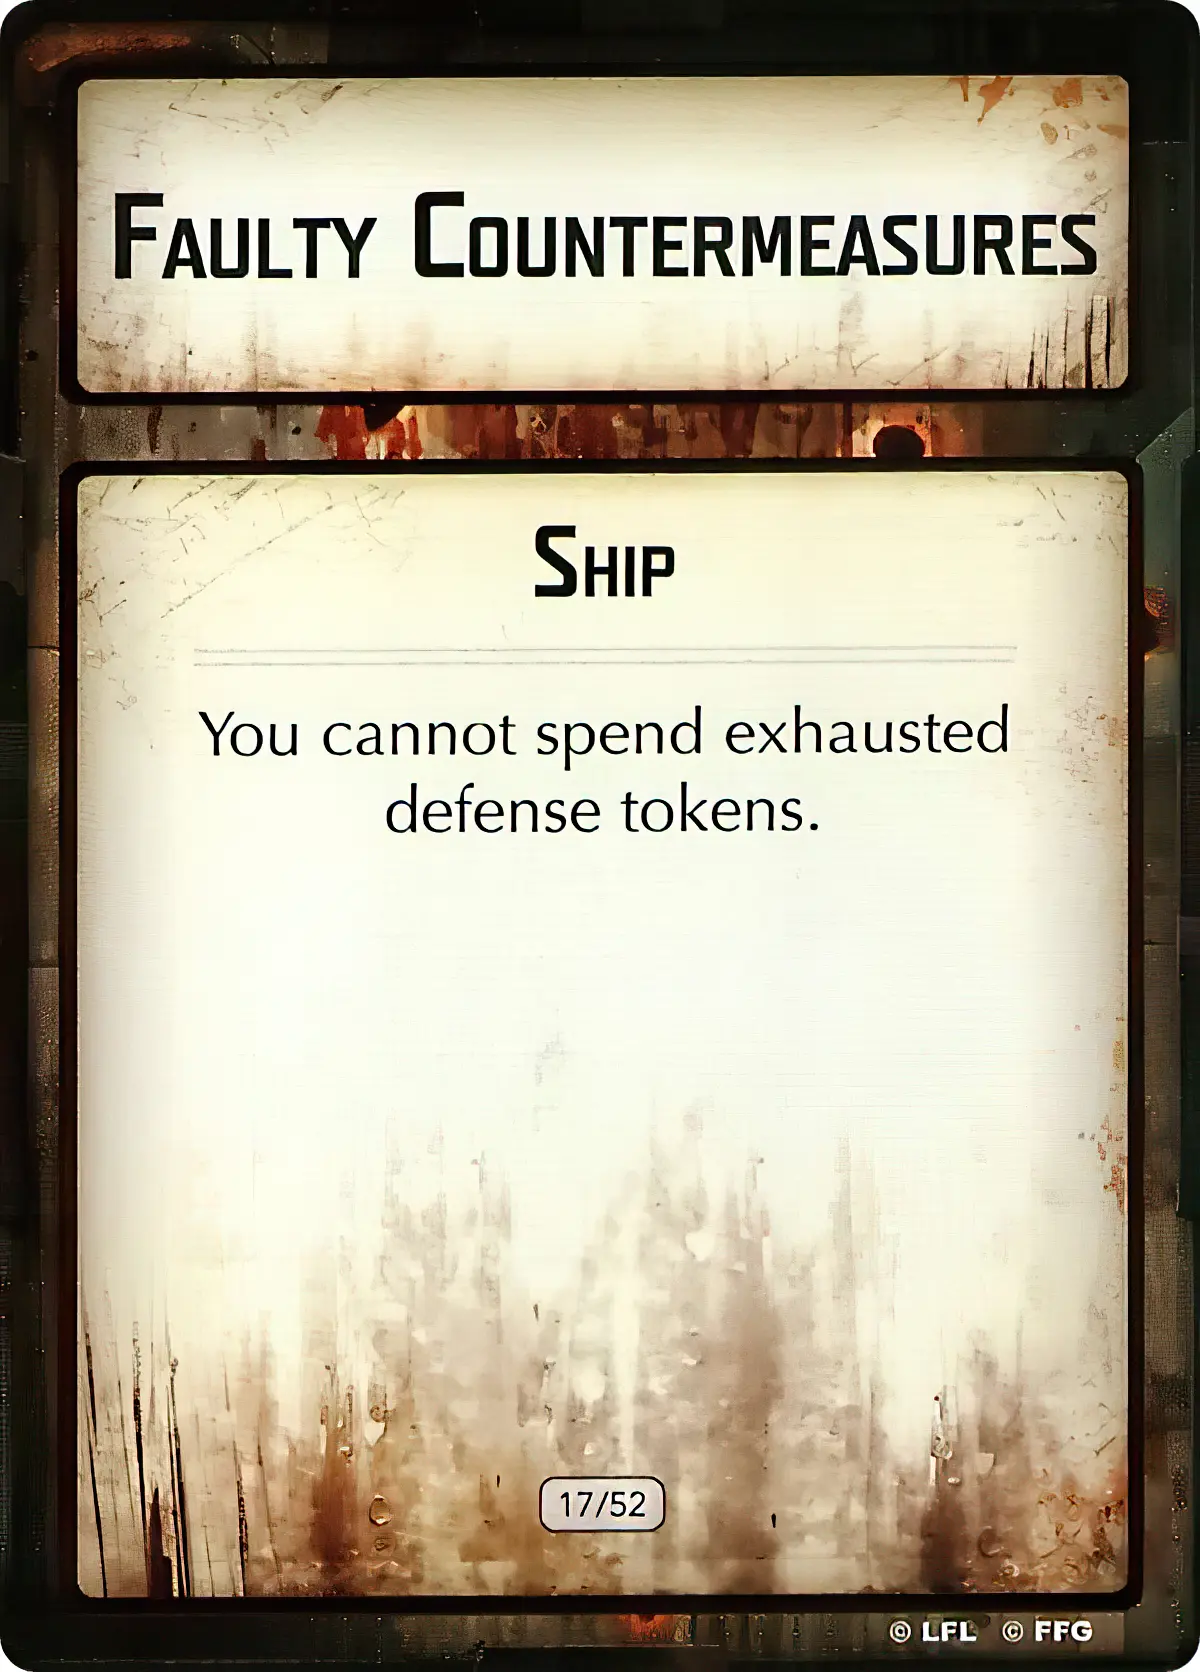 Faulty Countermeasures
Ship
You cannot spend exhausted
defense tokens.
17/52
© LFL © FFG